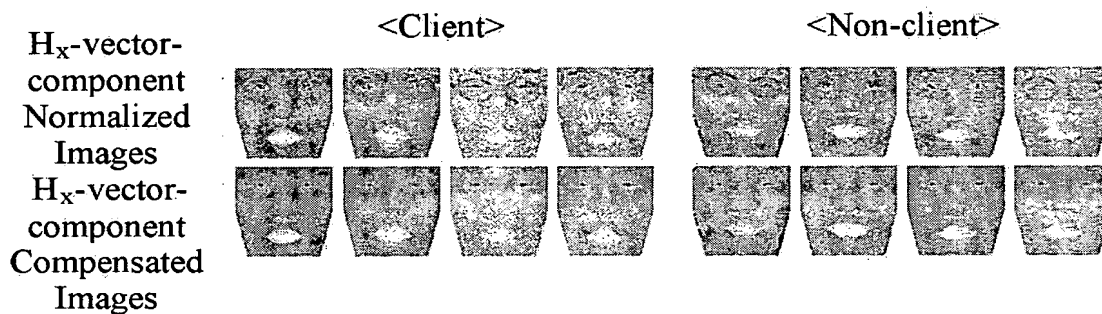 <Client>
<Non-client>
Hₓ-vector-
component
Normalized
Images
Hₓ-vector-
component
Compensated
Images